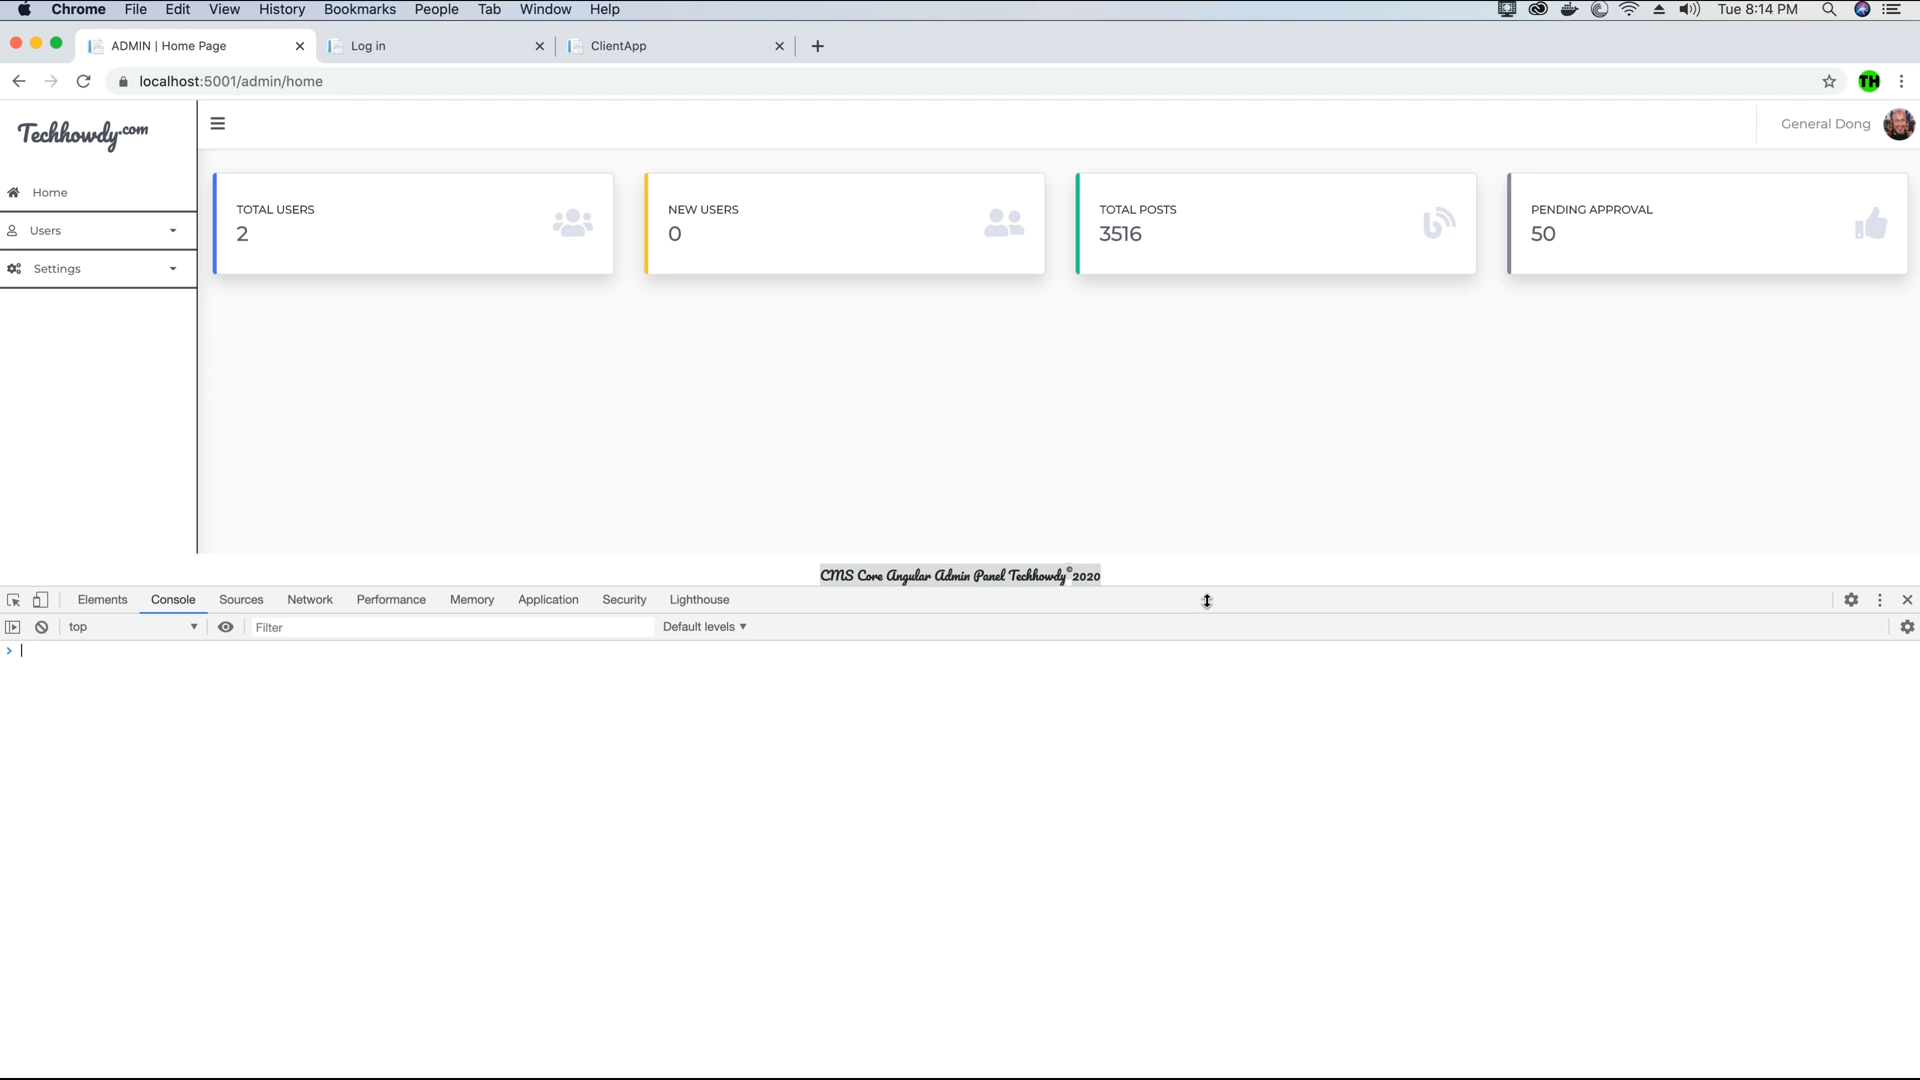 Chrome File Edit View History Bookmarks People Tab Window Help Tue 8:14 PM
ADMIN | Home Page Log in ClientApp
localhost:5001/admin/home TH
Techhowdy.com
General Dong
Home
Users
Settings
TOTAL USERS
2
NEW USERS
0
TOTAL POSTS
3516
PENDING APPROVAL
50
CMS Core Angular Admin Panel Techhowdy©2020
Elements Console Sources Network Performance Memory Application Security Lighthouse
top Filter Default levels